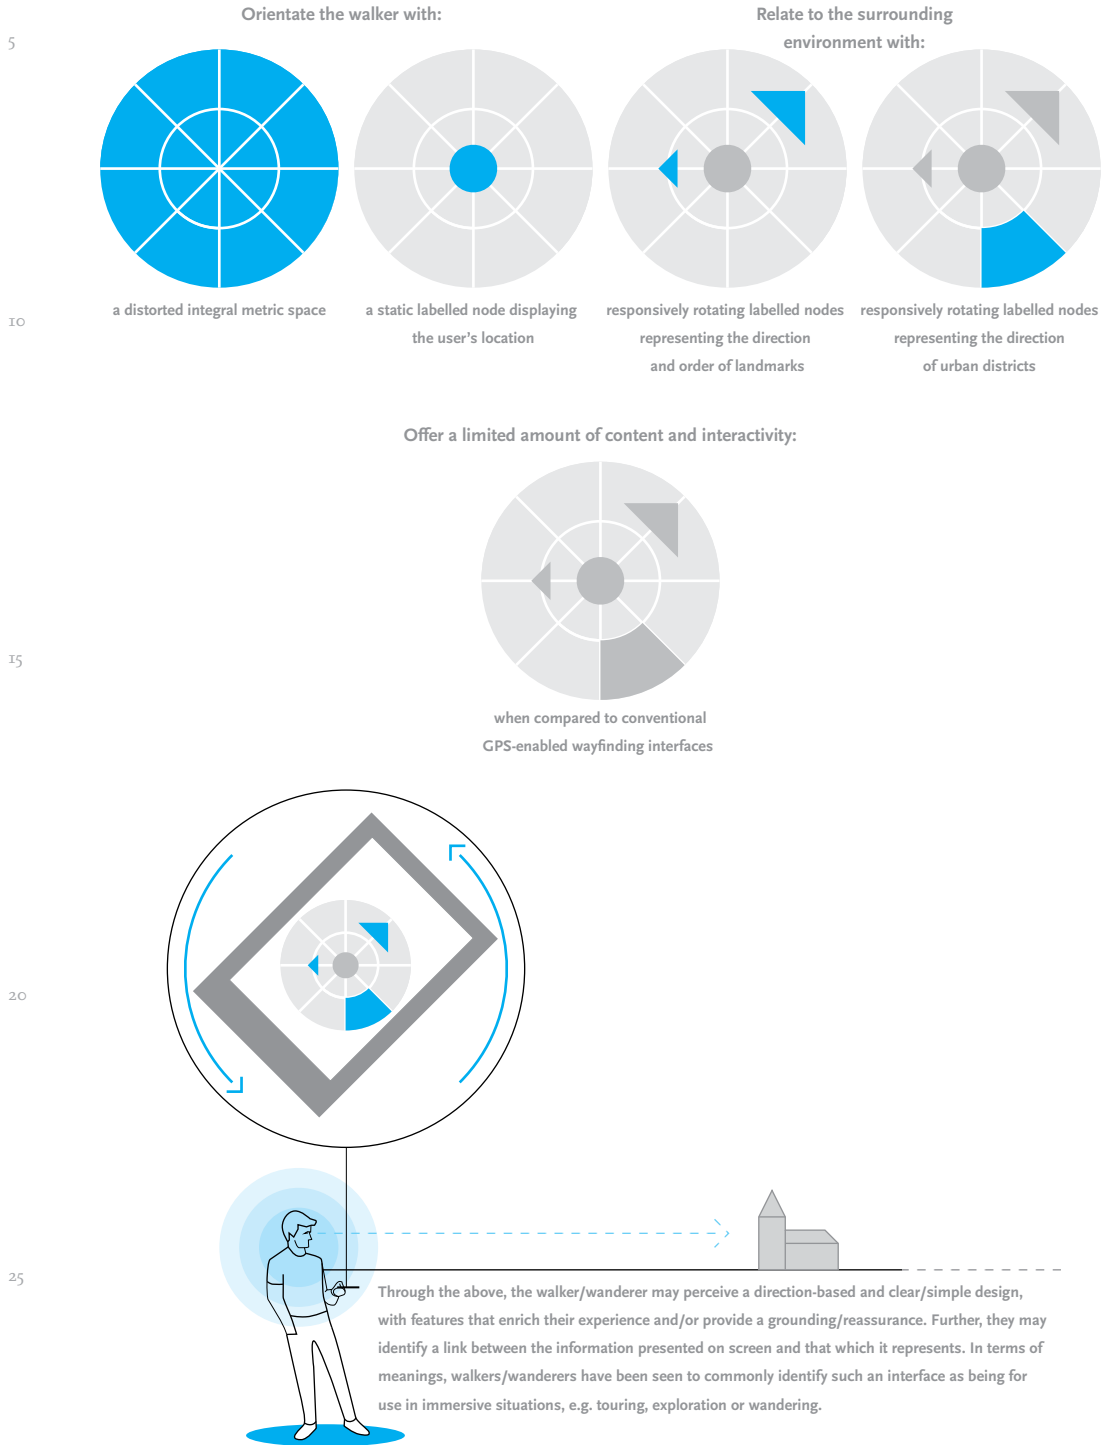 Orientate the walker with:
Relate to the surrounding
environment with:
5
a distorted integral metric space
a static labelled node displaying
the user's location
responsively rotating labelled nodes
representing the direction
and order of landmarks
responsively rotating labelled nodes
representing the direction
of urban districts
10
Offer a limited amount of content and interactivity:
15
when compared to conventional
GPS-enabled wayfinding interfaces
20
25
Through the above, the walker/wanderer may perceive a direction-based and clear/simple design,
with features that enrich their experience and/or provide a grounding/reassurance. Further, they may
identify a link between the information presented on screen and that which it represents. In terms of
meanings, walkers/wanderers have been seen to commonly identify such an interface as being for
use in immersive situations, e.g. touring, exploration or wandering.